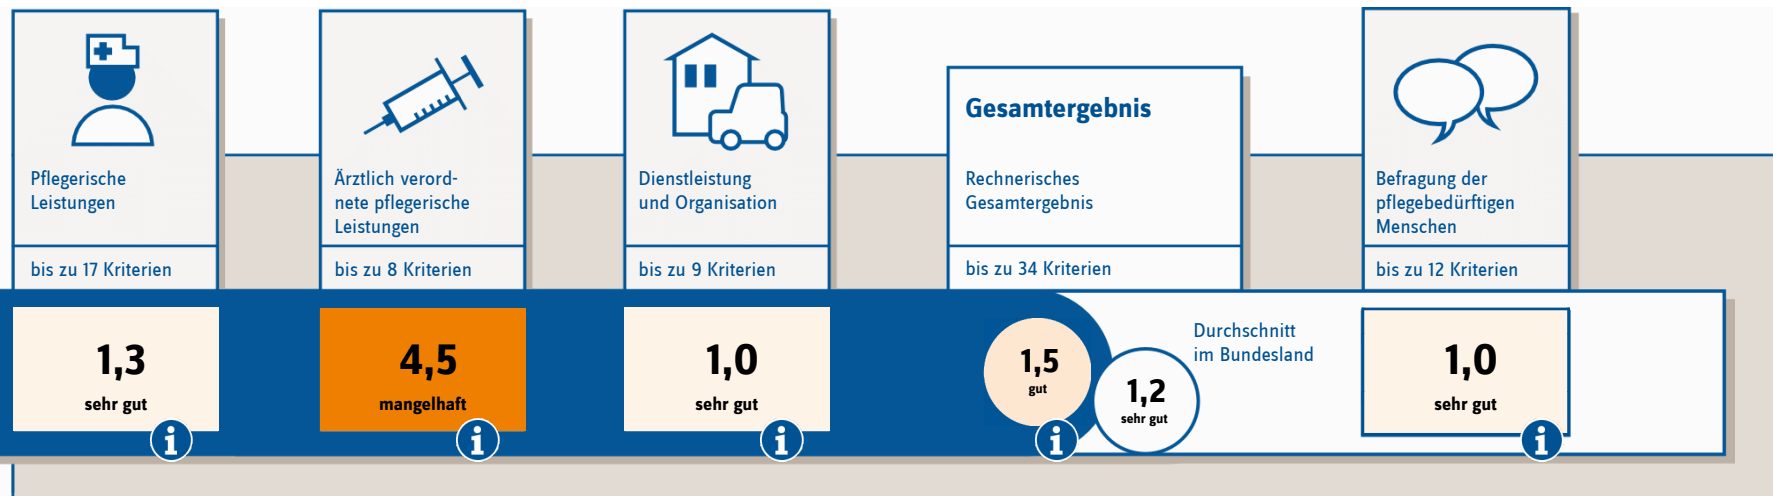 Pflegerische
Leistungen
bis zu 17 Kriterien
1,3
sehr gut
i
Ärztlich verord-
nete pflegerische
Leistungen
bis zu 8 Kriterien
4,5
mangelhaft
i
Dienstleistung
und Organisation
bis zu 9 Kriterien
1,0
sehr gut
i
Gesamtergebnis
Rechnerisches
Gesamtergebnis
bis zu 34 Kriterien
1,5
gut
i
1,2
sehr gut
Durchschnitt
im Bundesland
Befragung der
pflegebedürftigen
Menschen
bis zu 12 Kriterien
1,0
sehr gut
i